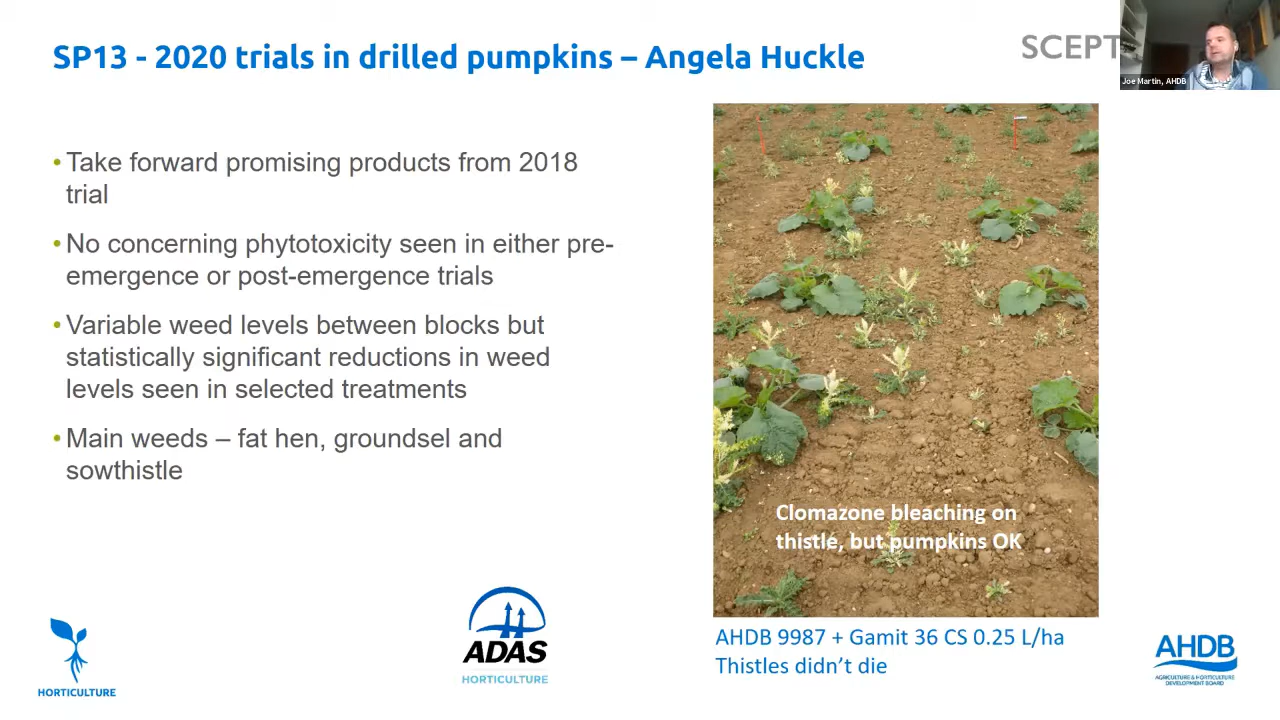 SP13 - 2020 trials in drilled pumpkins – Angela Huckle
SCEPT
Joe Martin, AHDB
• Take forward promising products from 2018
trial
• No concerning phytotoxicity seen in either pre-
emergence or post-emergence trials
• Variable weed levels between blocks but
statistically significant reductions in weed
levels seen in selected treatments
• Main weeds – fat hen, groundsel and
sowthistle
Clomazone bleaching on
thistle, but pumpkins OK
AHDB 9987 + Gamit 36 CS 0.25 L/ha
Thistles didn’t die
HORTICULTURE
ADAS
HORTICULTURE
AHDB
AGRICULTURE & HORTICULTURE
DEVELOPMENT BOARD